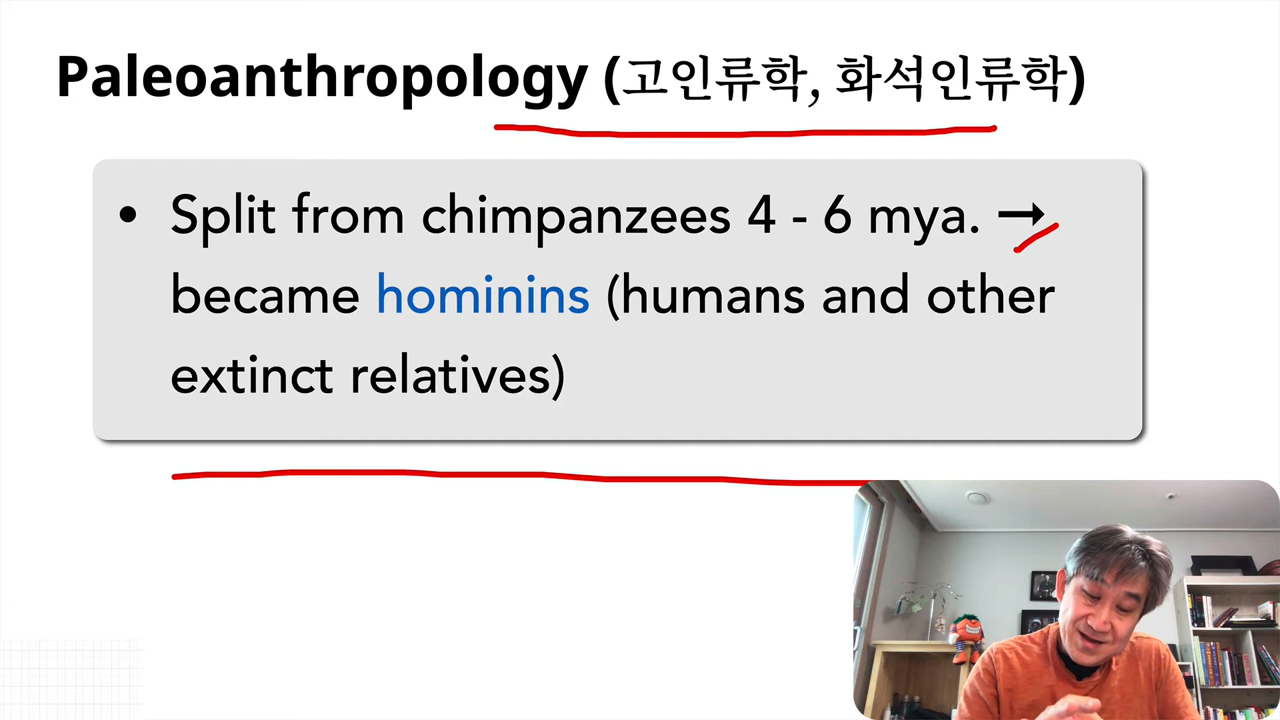 Paleoanthropology (고인류학, 화석인류학)
• Split from chimpanzees 4 - 6 mya. →
became hominins (humans and other
extinct relatives)